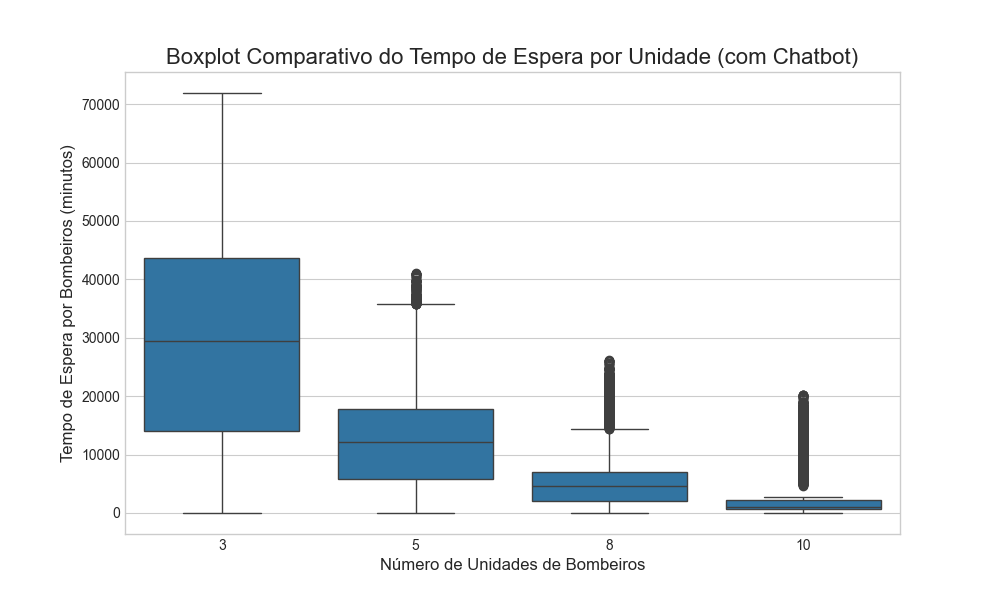 Boxplot Comparativo do Tempo de Espera por Unidade (com Chatbot)
Tempo de Espera por Bombeiros (minutos)
70000
60000
50000
40000
30000
20000
10000
0
3 5 8 10
Número de Unidades de Bombeiros